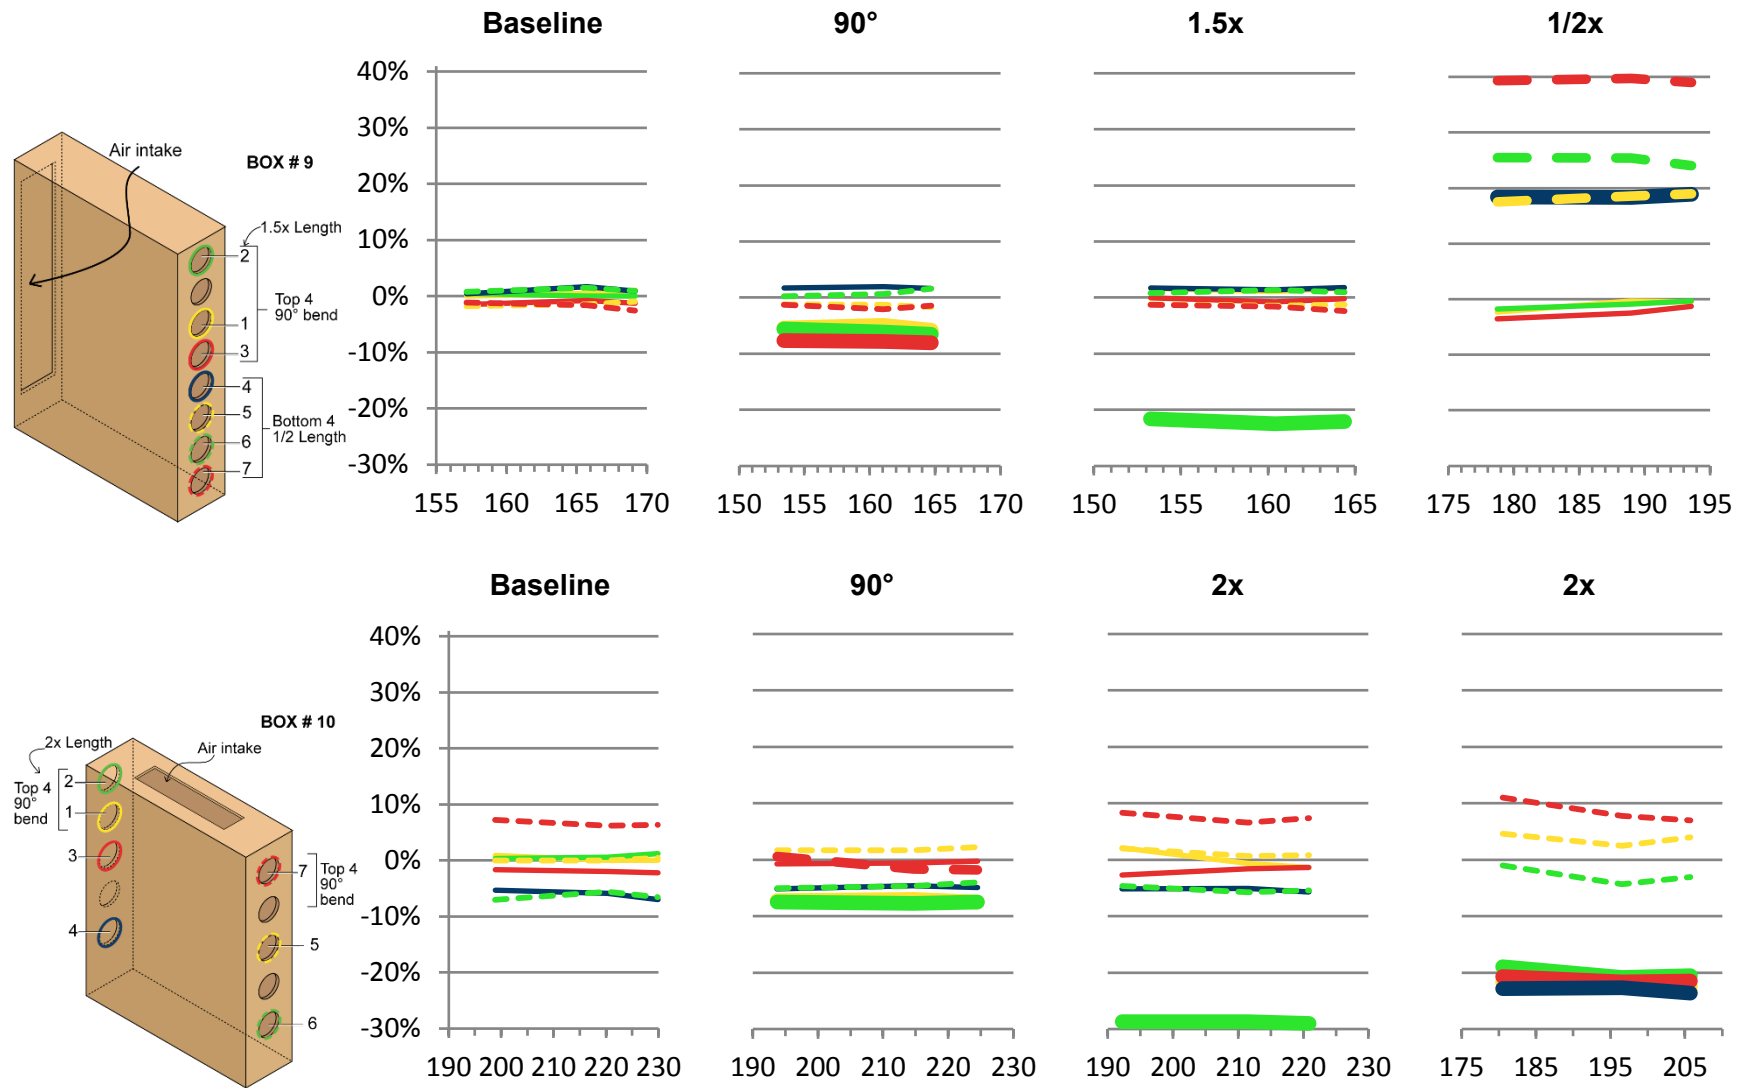 Baseline 90° 1.5x 1/2x
40%
30%
20%
10%
0%
-10%
-20%
-30%
155 160 165 170
150 155 160 165 170
150 155 160 165
175 180 185 190 195
Air intake
BOX # 9
1.5x Length
2
1
3
Top 4
90° bend
4
5
6
7
Bottom 4
1/2 Length
Baseline 90° 2x 2x
40%
30%
20%
10%
0%
-10%
-20%
-30%
190 200 210 220 230
190 200 210 220 230
190 200 210 220 230
175 185 195 205
BOX # 10
2x Length
Air intake
Top 4
90°
bend
2
1
3
4
7
Top 4
90°
bend
5
6